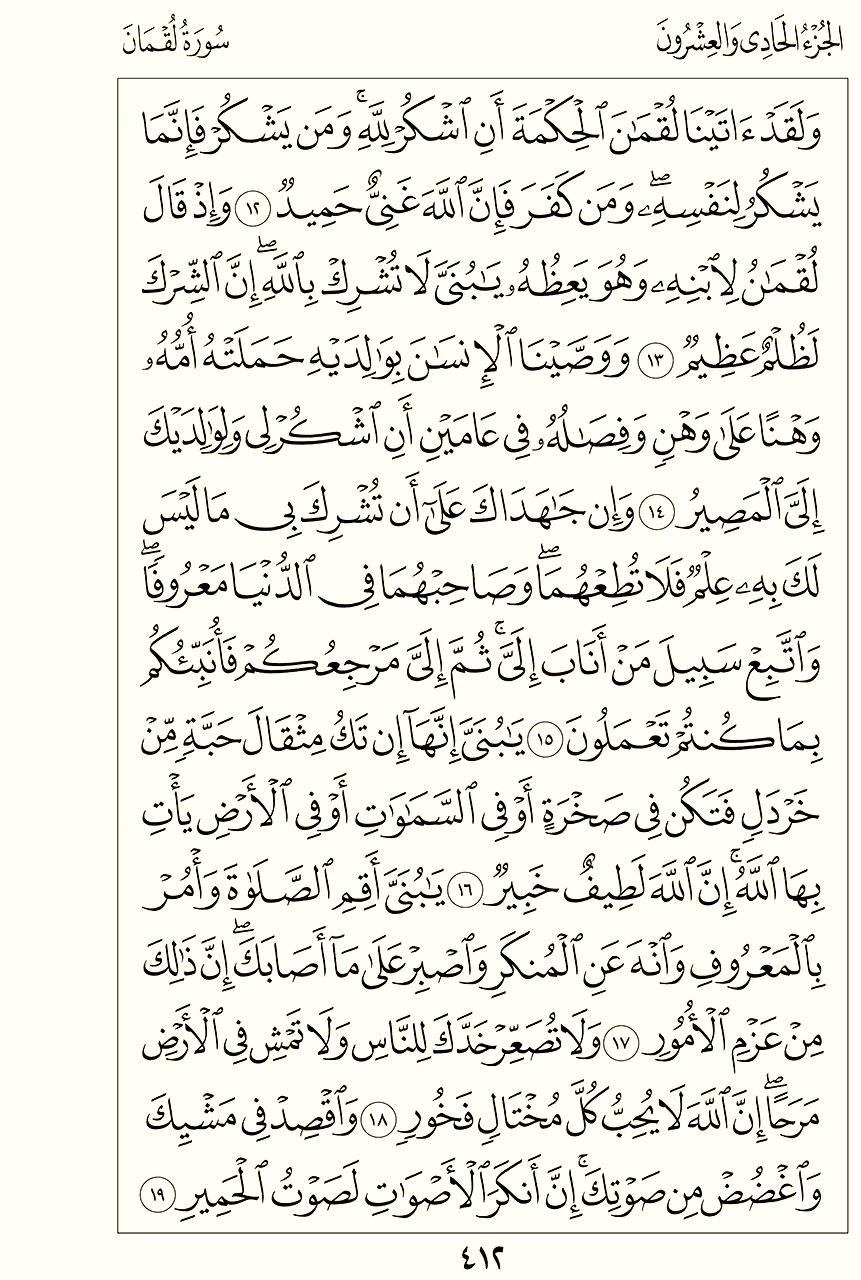 الجُزْءُ الحَادِى وَالعِشْرُونَ
سُورَةُ لُقْمَانَ
وَلَقَدْ ءَاتَيْنَا لُقْمَٰنَ ٱلْحِكْمَةَ أَنِ ٱشْكُرْ لِلَّهِ ۚ وَمَن يَشْكُرْ فَإِنَّمَا
يَشْكُرُ لِنَفْسِهِۦ ۖ وَمَن كَفَرَ فَإِنَّ ٱللَّهَ غَنِىٌّ حَمِيدٌ ١٢ وَإِذْ قَالَ
لُقْمَٰنُ لِٱبْنِهِۦ وَهُوَ يَعِظُهُۥ يَٰبُنَىَّ لَا تُشْرِكْ بِٱللَّهِ ۖ إِنَّ ٱلشِّرْكَ
لَظُلْمٌ عَظِيمٌ ١٣ وَوَصَّيْنَا ٱلْإِنسَٰنَ بِوَٰلِدَيْهِ حَمَلَتْهُ أُمُّهُۥ
وَهْنًا عَلَىٰ وَهْنٍ وَفِصَٰلُهُۥ فِى عَامَيْنِ أَنِ ٱشْكُرْ لِى وَلِوَٰلِدَيْكَ
إِلَىَّ ٱلْمَصِيرُ ١٤ وَإِن جَٰهَدَاكَ عَلَىٰٓ أَن تُشْرِكَ بِى مَا لَيْسَ
لَكَ بِهِۦ عِلْمٌ فَلَا تُطِعْهُمَا ۖ وَصَاحِبْهُمَا فِى ٱلدُّنْيَا مَعْرُوفًا ۖ
وَٱتَّبِعْ سَبِيلَ مَنْ أَنَابَ إِلَىَّ ۚ ثُمَّ إِلَىَّ مَرْجِعُكُمْ فَأُنَبِّئُكُم
بِمَا كُنتُمْ تَعْمَلُونَ ١٥ يَٰبُنَىَّ إِنَّهَآ إِن تَكُ مِثْقَالَ حَبَّةٍ مِّنْ
خَرْدَلٍ فَتَكُن فِى صَخْرَةٍ أَوْ فِى ٱلسَّمَٰوَٰتِ أَوْ فِى ٱلْأَرْضِ يَأْتِ
بِهَا ٱللَّهُ ۚ إِنَّ ٱللَّهَ لَطِيفٌ خَبِيرٌ ١٦ يَٰبُنَىَّ أَقِمِ ٱلصَّلَوٰةَ وَأْمُرْ
بِٱلْمَعْرُوفِ وَٱنْهَ عَنِ ٱلْمُنكَرِ وَٱصْبِرْ عَلَىٰ مَآ أَصَابَكَ ۖ إِنَّ ذَٰلِكَ
مِنْ عَزْمِ ٱلْأُمُورِ ١٧ وَلَا تُصَعِّرْ خَدَّكَ لِلنَّاسِ وَلَا تَمْشِ فِى ٱلْأَرْضِ
مَرَحًا ۖ إِنَّ ٱللَّهَ لَا يُحِبُّ كُلَّ مُخْتَالٍ فَخُورٍ ١٨ وَٱقْصِدْ فِى مَشْيِكَ
وَٱغْضُضْ مِن صَوْتِكَ ۚ إِنَّ أَنكَرَ ٱلْأَصْوَٰتِ لَصَوْتُ ٱلْحَمِيرِ ١٩
٤١٢